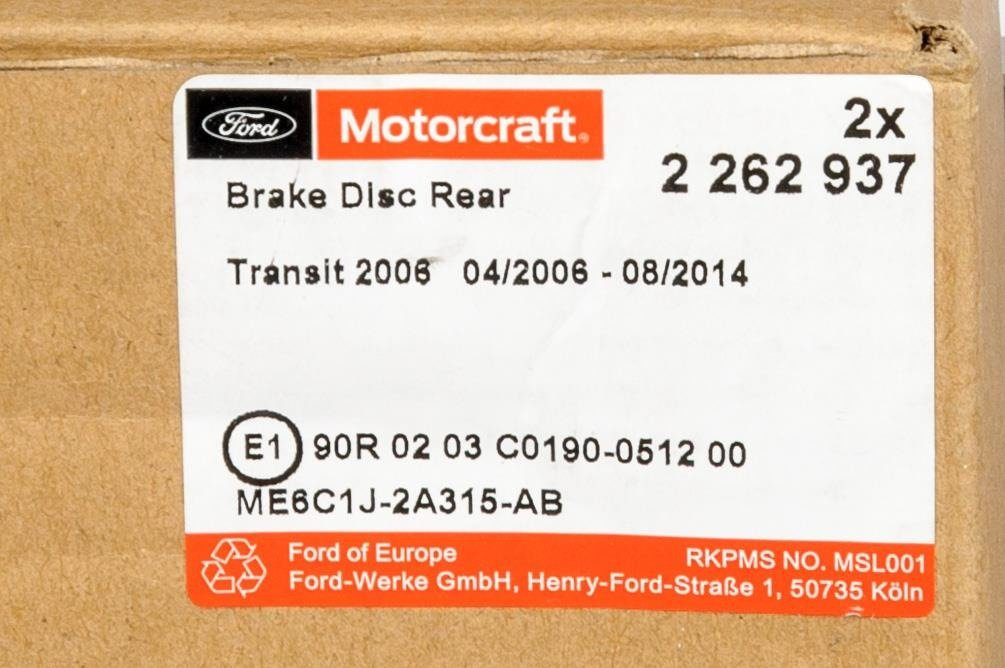 Ford Motorcraft® 2x
2 262 937
Brake Disc Rear
Transit 2006 04/2006 - 08/2014
E1 90R 02 03 C0190-0512 00
ME6C1J-2A315-AB
Ford of Europe RKPMS NO. MSL001
Ford-Werke GmbH, Henry-Ford-Straße 1, 50735 Köln